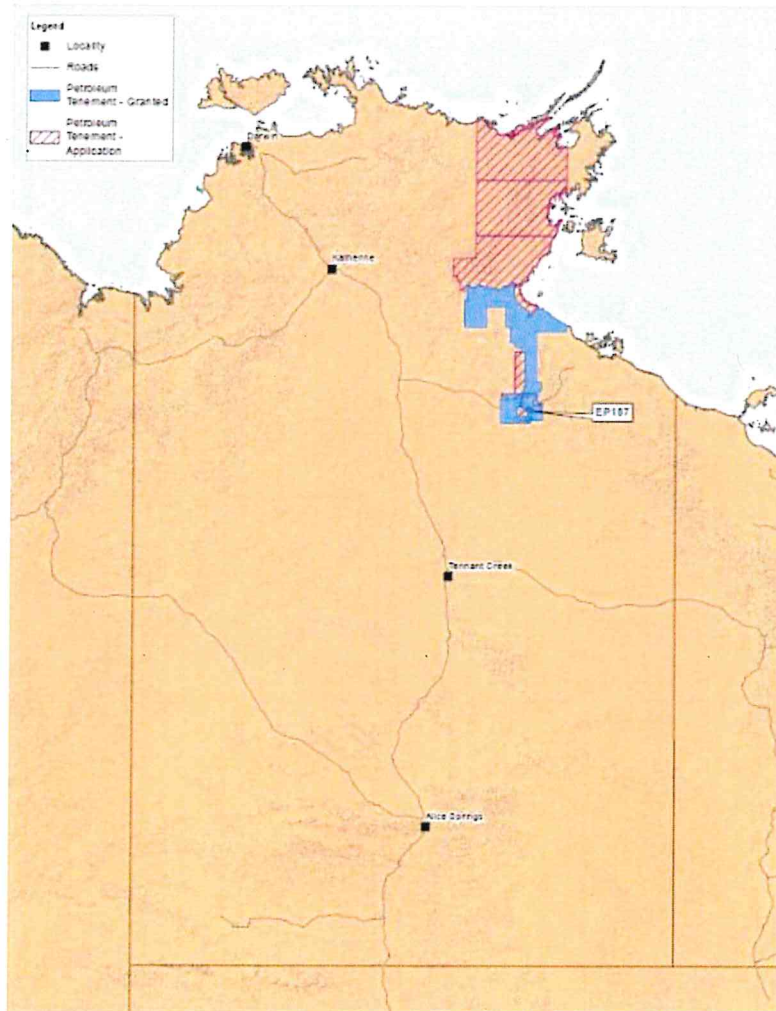 Legend
Locality
Roads
Petroleum
Tenement - Granted
Petroleum
Tenement -
Application
Darwin
Katherine
EP187
Tennant Creek
Alice Springs